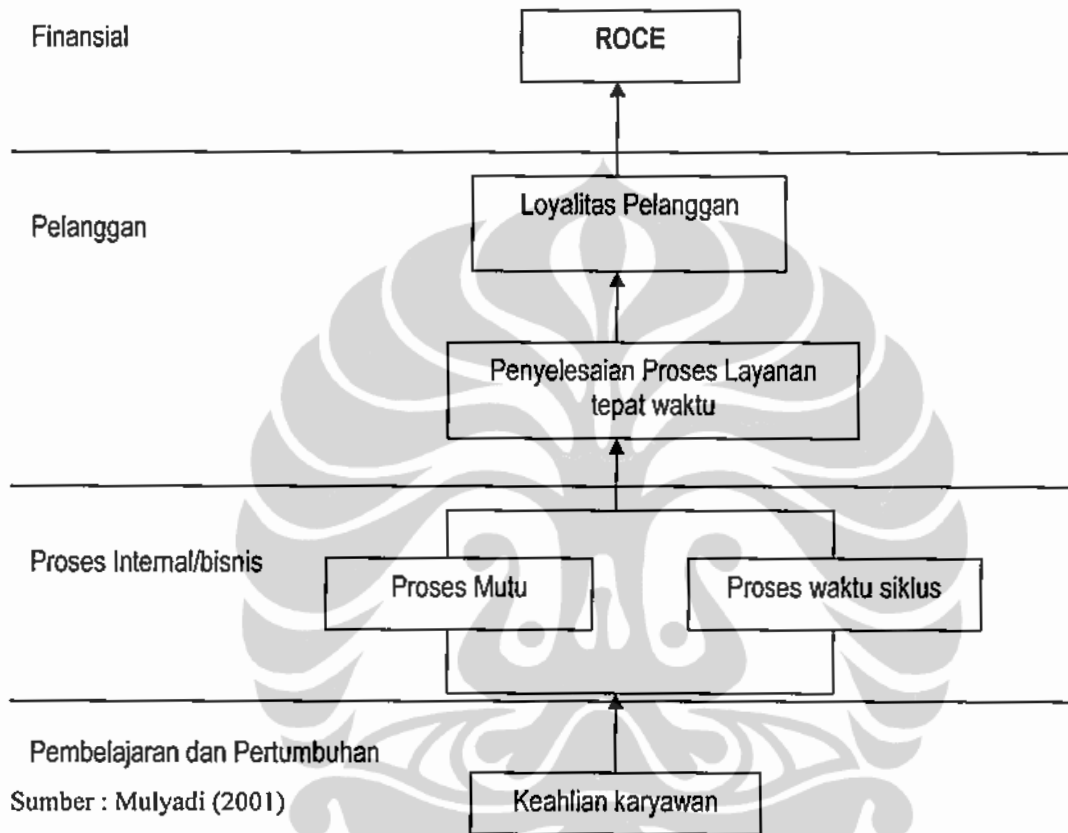 Finansial
ROCE
Pelanggan
Loyalitas Pelanggan
Penyelesaian Proses Layanan
tepat waktu
Proses Internal/bisnis
Proses Mutu
Proses waktu siklus
Pembelajaran dan Pertumbuhan
Keahlian karyawan
Sumber : Mulyadi (2001)